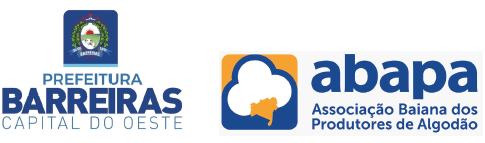 PREFEITURA
BARREIRAS
CAPITAL DO OESTE
abapa
Associação Baiana dos
Produtores de Algodão